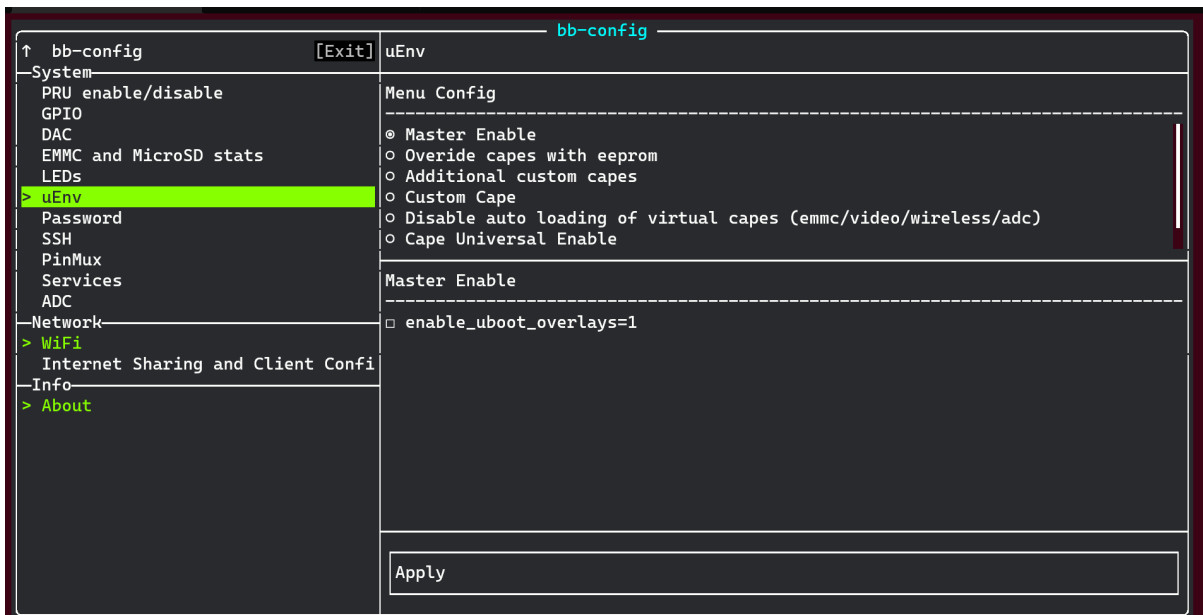 bb-config
↑ bb-config [Exit]
System
PRU enable/disable
GPIO
DAC
EMMC and MicroSD stats
LEDs
> uEnv
Password
SSH
PinMux
Services
ADC
Network
> WiFi
Internet Sharing and Client Confi
Info
> About
uEnv
Menu Config
◉ Master Enable
○ Overide capes with eeprom
○ Additional custom capes
○ Custom Cape
○ Disable auto loading of virtual capes (emmc/video/wireless/adc)
○ Cape Universal Enable
Master Enable
☐ enable_uboot_overlays=1
Apply